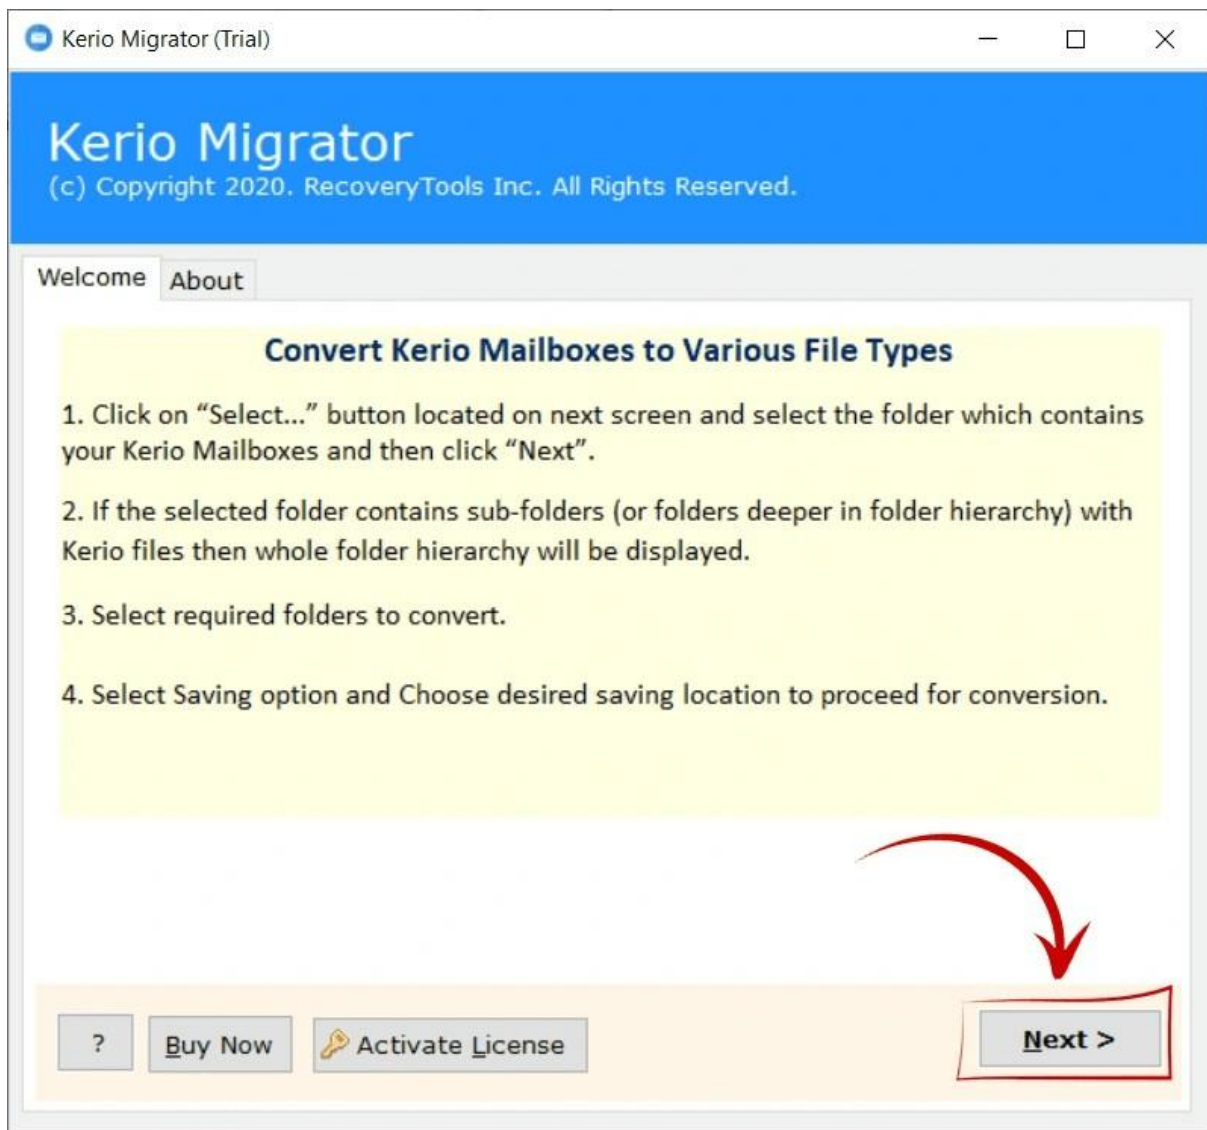 Kerio Migrator (Trial)
Kerio Migrator
(c) Copyright 2020. RecoveryTools Inc. All Rights Reserved.
Welcome
About
Convert Kerio Mailboxes to Various File Types
1. Click on “Select...” button located on next screen and select the folder which contains
your Kerio Mailboxes and then click “Next”.
2. If the selected folder contains sub-folders (or folders deeper in folder hierarchy) with
Kerio files then whole folder hierarchy will be displayed.
3. Select required folders to convert.
4. Select Saving option and Choose desired saving location to proceed for conversion.
?
Buy Now
Activate License
Next >